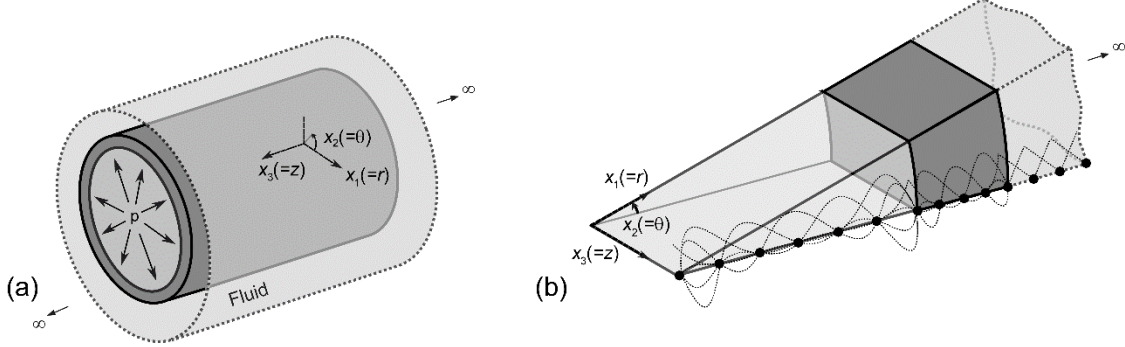 ∞
x₂(=θ)
x₃(=z)
x₁(=r)
p
(a)
Fluid
∞
∞
x₁(=r)
x₂(=θ)
x₃(=z)
(b)